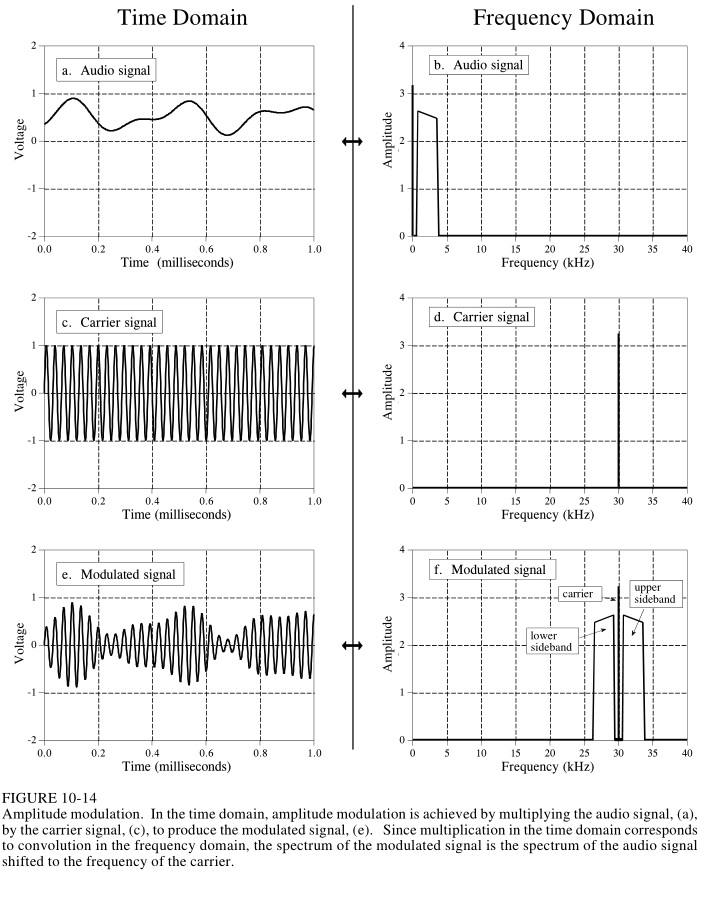 Time Domain
Frequency Domain
a. Audio signal
2
1
0
-1
-2
Voltage
0.0 0.2 0.4 0.6 0.8 1.0
Time (milliseconds)
b. Audio signal
4
3
2
1
0
Amplitude
0 5 10 15 20 25 30 35 40
Frequency (kHz)
c. Carrier signal
2
1
0
-1
-2
Voltage
0.0 0.2 0.4 0.6 0.8 1.0
Time (milliseconds)
d. Carrier signal
4
3
2
1
0
Amplitude
0 5 10 15 20 25 30 35 40
Frequency (kHz)
e. Modulated signal
2
1
0
-1
-2
Voltage
0.0 0.2 0.4 0.6 0.8 1.0
Time (milliseconds)
f. Modulated signal
carrier
upper
sideband
lower
sideband
4
3
2
1
0
Amplitude
0 5 10 15 20 25 30 35 40
Frequency (kHz)
FIGURE 10-14
Amplitude modulation. In the time domain, amplitude modulation is achieved by multiplying the audio signal, (a),
by the carrier signal, (c), to produce the modulated signal, (e). Since multiplication in the time domain corresponds
to convolution in the frequency domain, the spectrum of the modulated signal is the spectrum of the audio signal
shifted to the frequency of the carrier.